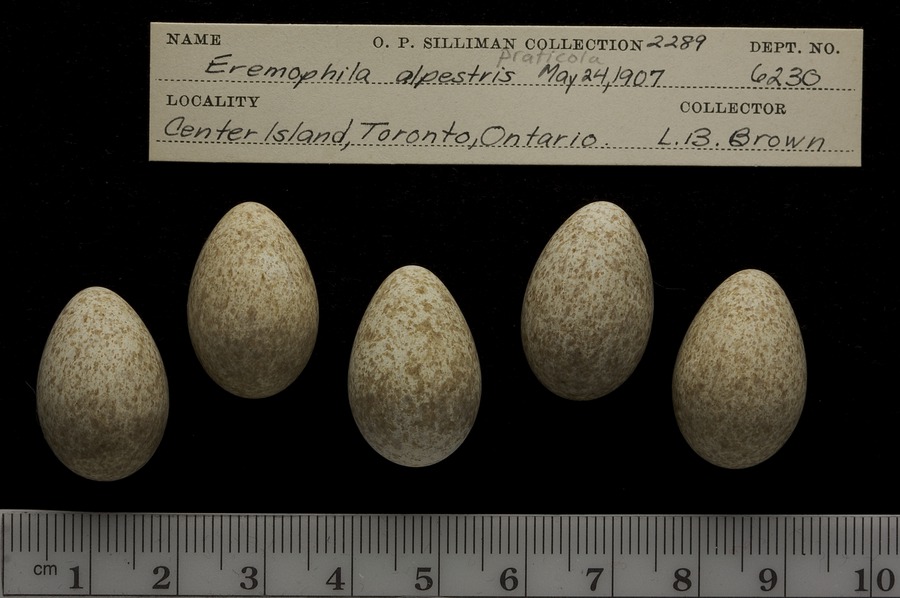 NAME O. P. SILLIMAN COLLECTION 2289 DEPT. NO.
praticola
Eremophila alpestris May 24, 1907 6230
LOCALITY COLLECTOR
Center Island, Toronto, Ontario. L. B. Brown
cm 1 2 3 4 5 6 7 8 9 10